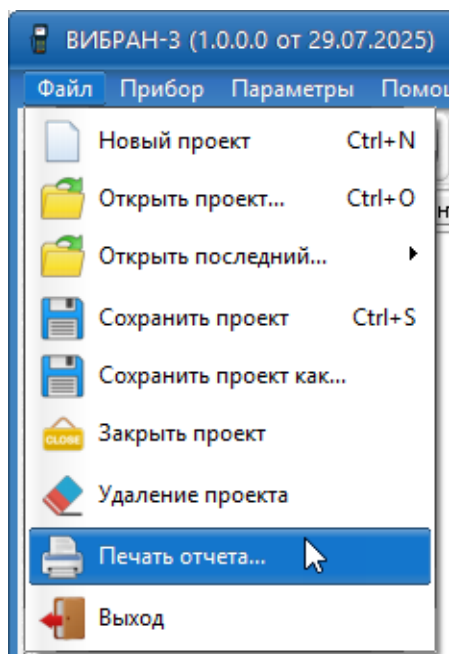 ВИБРАН-3 (1.0.0.0 от 29.07.2025)
Файл Прибор Параметры
Новый проект Ctrl+N
Открыть проект... Ctrl+O
Открыть последний...
Сохранить проект Ctrl+S
Сохранить проект как...
CLOSE Закрыть проект
Удаление проекта
Печать отчета...
Выход